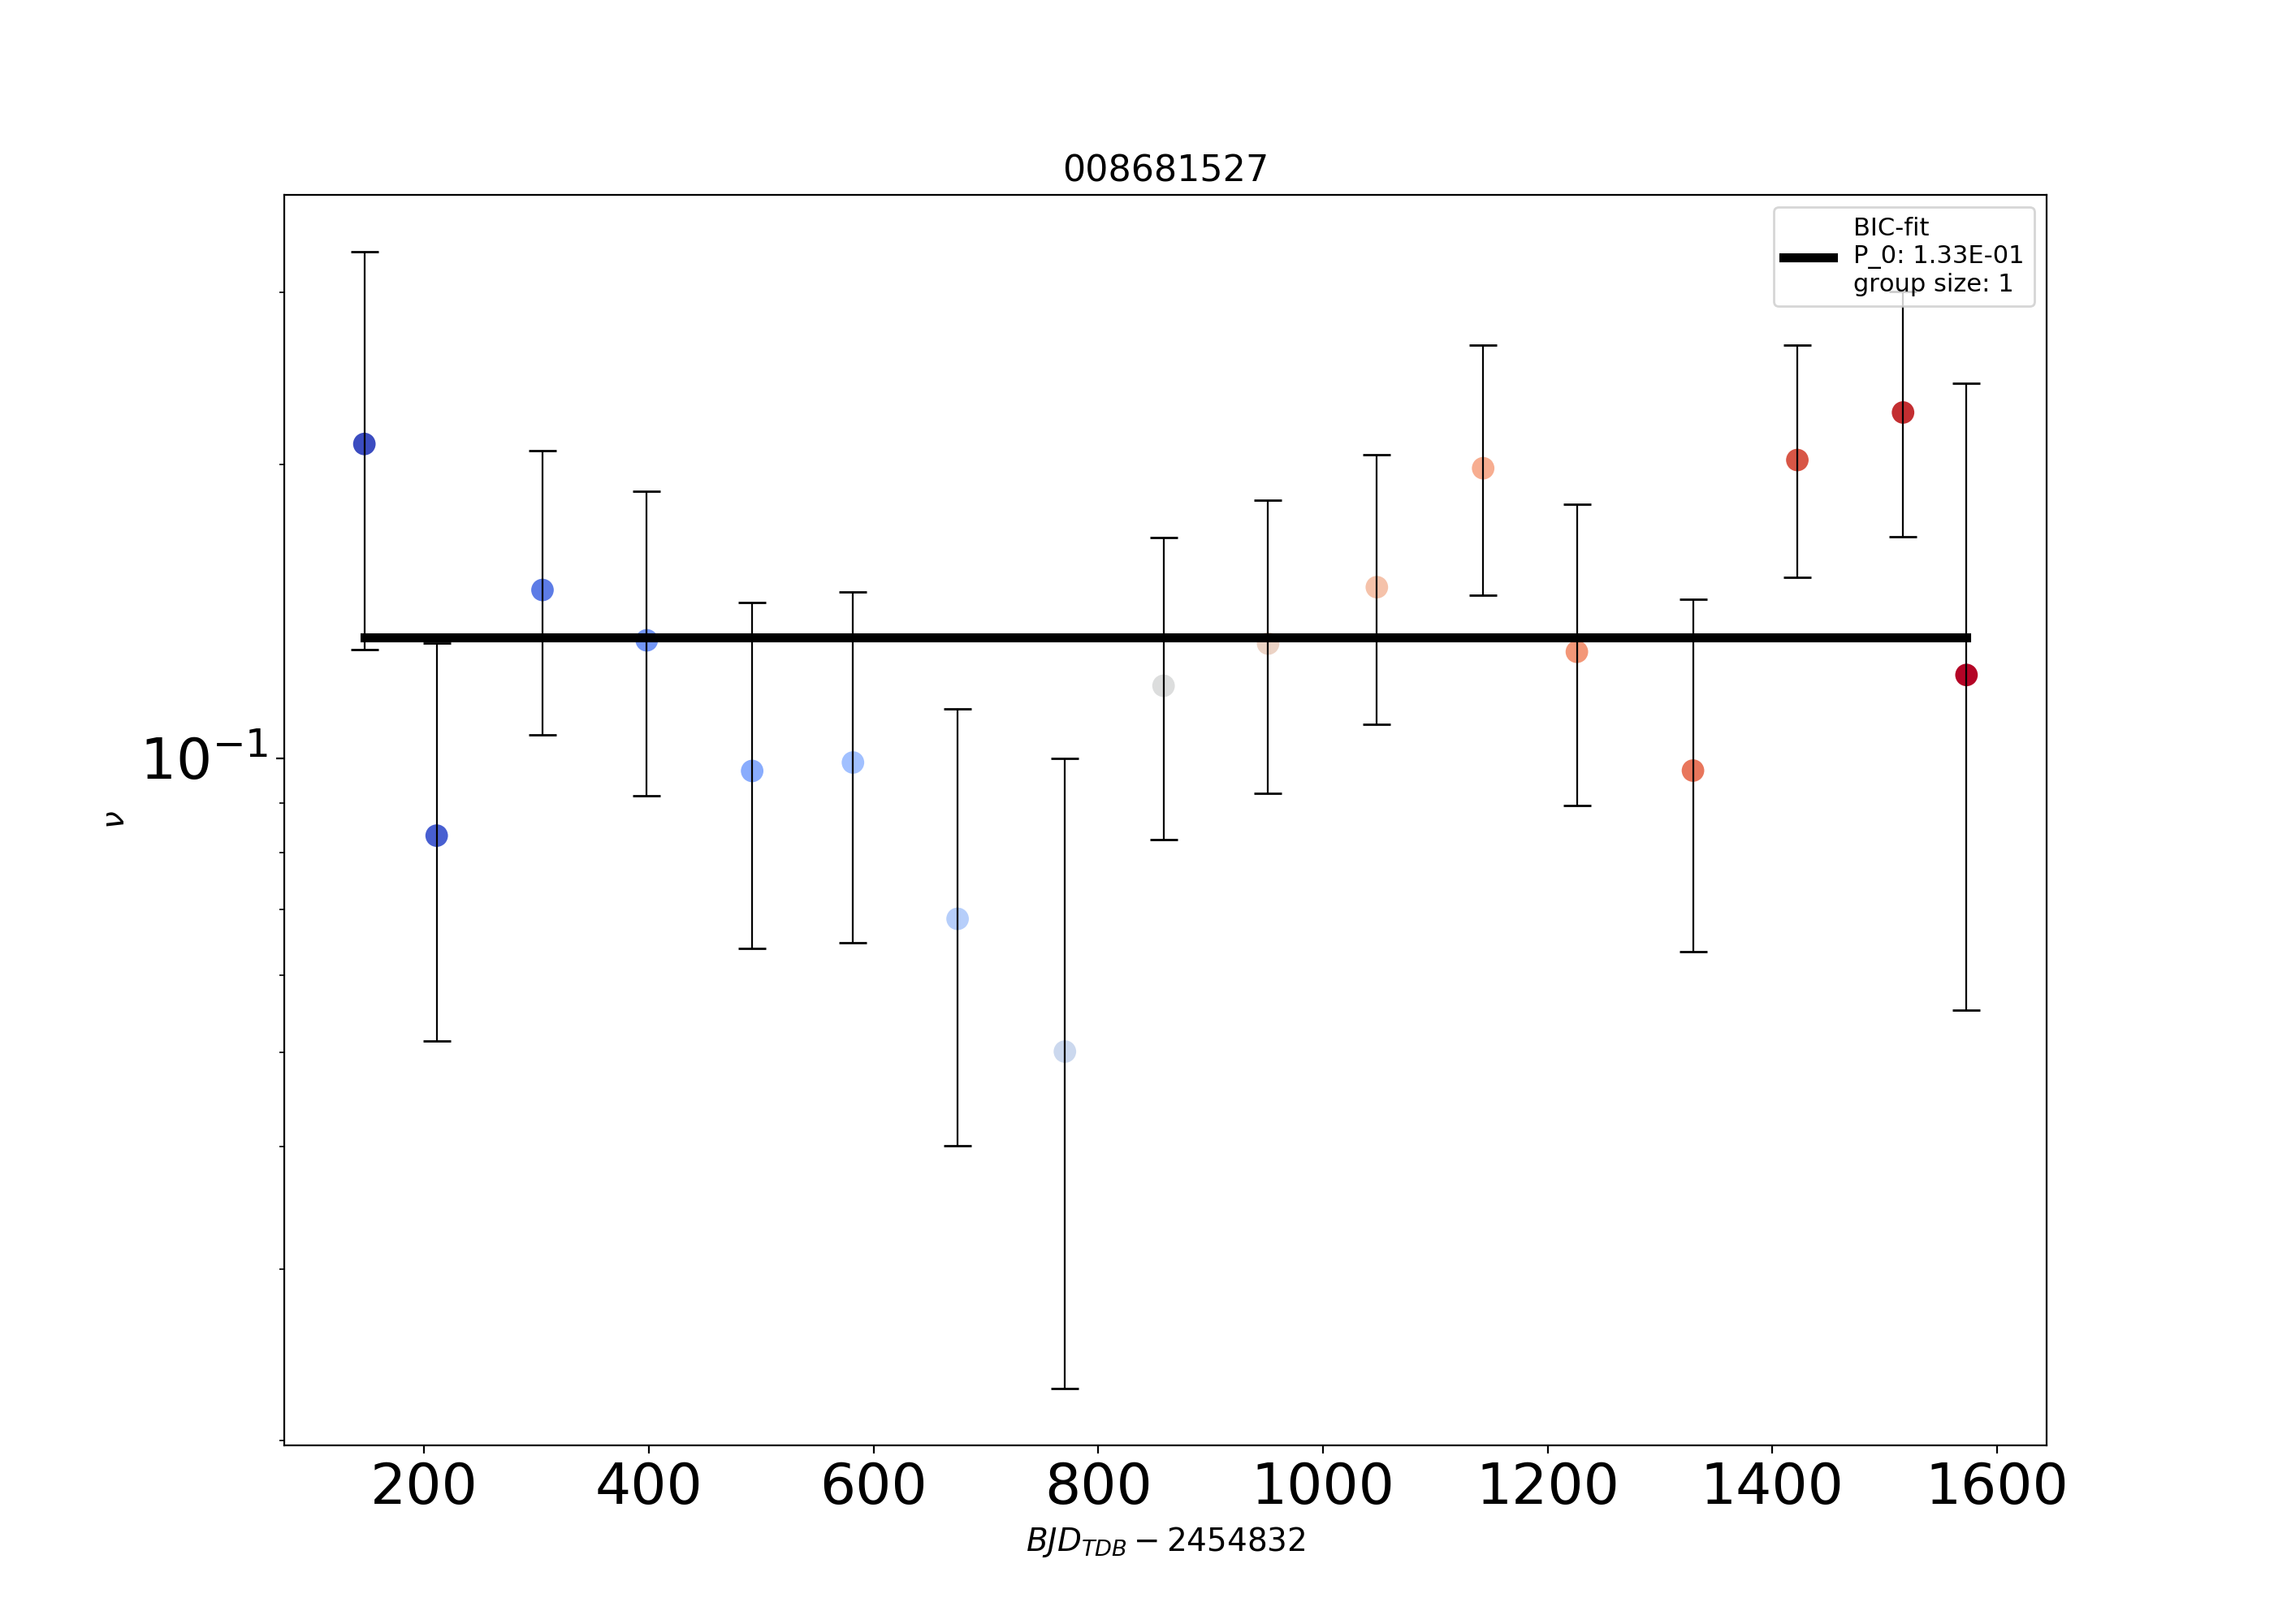 008681527
BIC-fit
P_0: 1.33E-01
group size: 1
10⁻¹
ν
200 400 600 800 1000 1200 1400 1600
BJD_TDB − 2454832